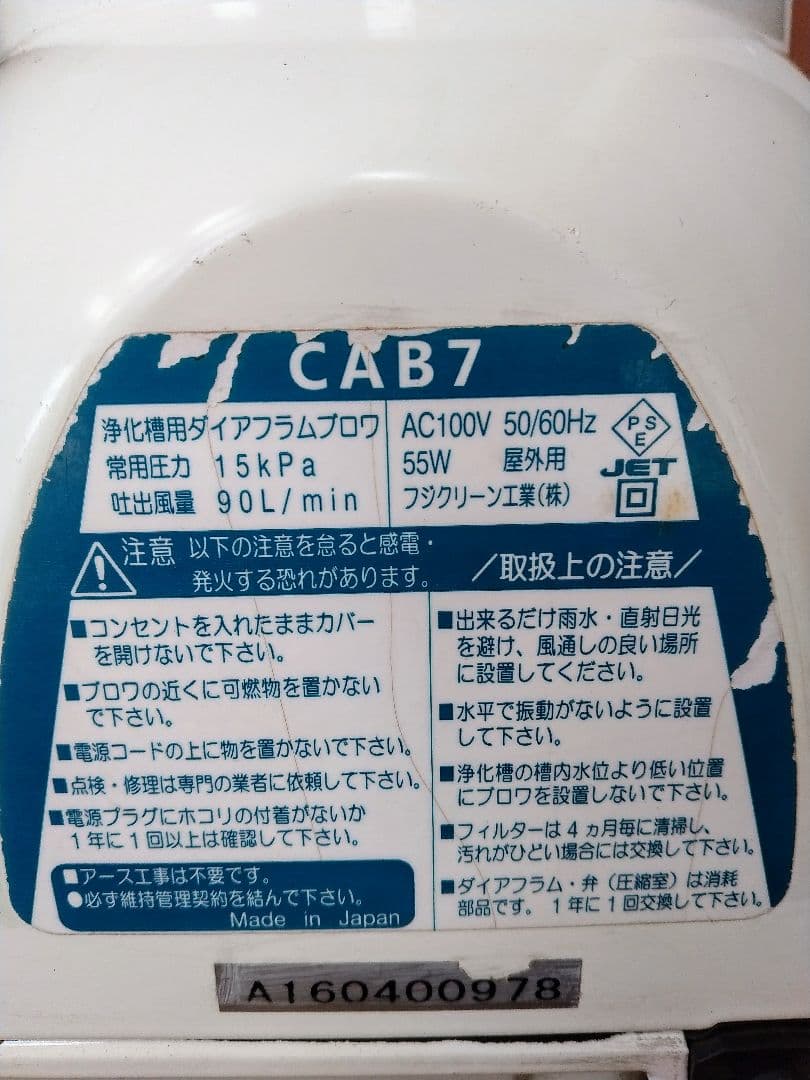 CAB7
浄化槽用ダイアフラムブロワ
常用圧力 15kPa
吐出風量 90L/min
AC100V 50/60Hz
55W 屋外用
フジクリーン工業(株)
PSE
JET
注意 以下の注意を怠ると感電・
発火する恐れがあります。
■コンセントを入れたままカバー
を開けないで下さい。
■ブロワの近くに可燃物を置かない
で下さい。
■電源コードの上に物を置かないで下さい。
■点検・修理は専門の業者に依頼して下さい。
■電源プラグにホコリの付着がないか
1年に1回以上は確認して下さい。
■アース工事は不要です。
●必ず維持管理契約を結んで下さい。
Made in Japan
／取扱上の注意／
■出来るだけ雨水・直射日光
を避け、風通しの良い場所
に設置してください。
■水平で振動がないように設置
して下さい。
■浄化槽の槽内水位より低い位置
にブロワを設置しないで下さい。
■フィルターは4ヵ月毎に清掃し、
汚れがひどい場合には交換して下さい。
■ダイアフラム・弁（圧縮室）は消耗
部品です。1年に1回交換して下さい。
A160400978